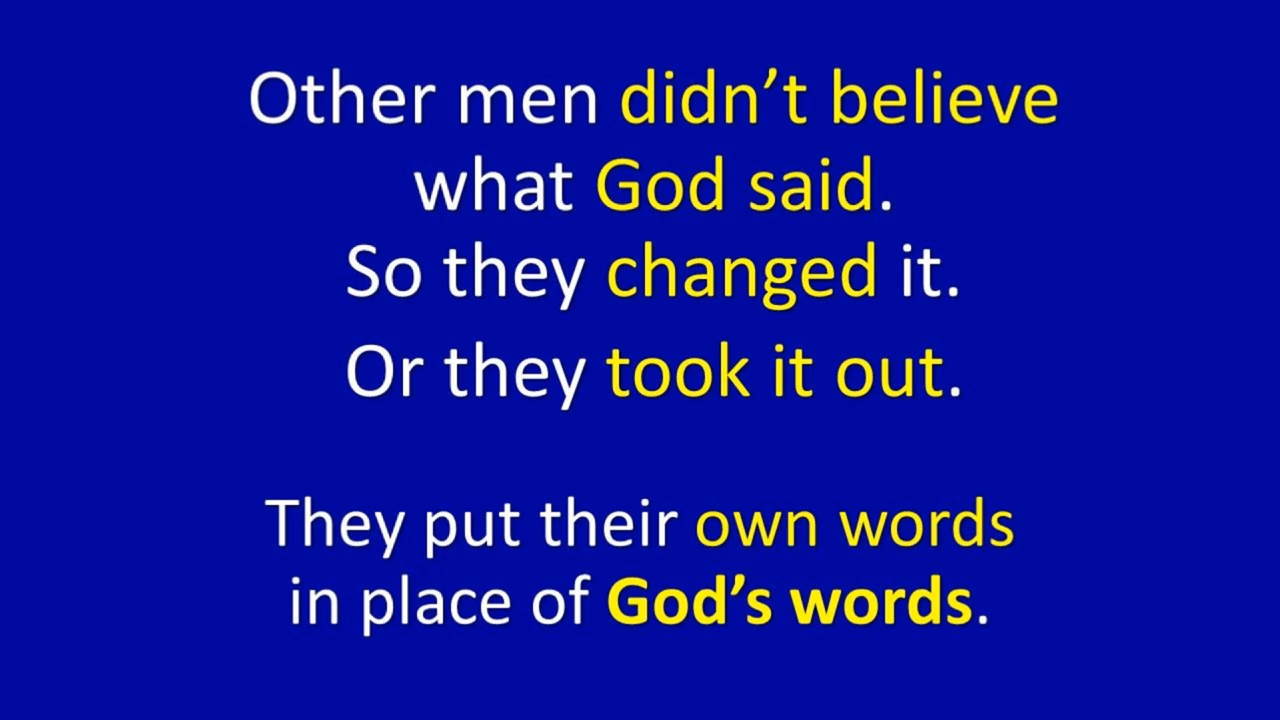 Other men didn’t believe
what God said.
So they changed it.
Or they took it out.
They put their own words
in place of God’s words.